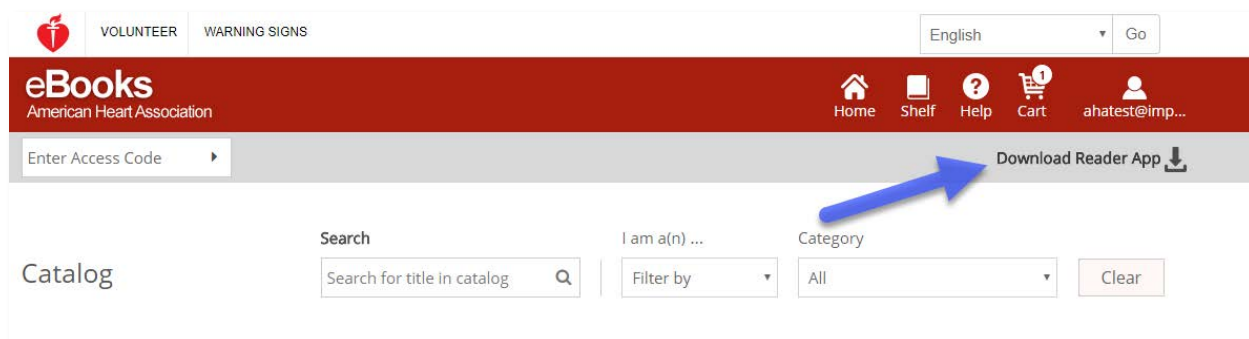 VOLUNTEER WARNING SIGNS English Go
eBooks
American Heart Association
1
Home Shelf Help Cart ahatest@imp...
Enter Access Code Download Reader App
Search I am a(n) ... Category
Catalog Search for title in catalog Filter by All Clear